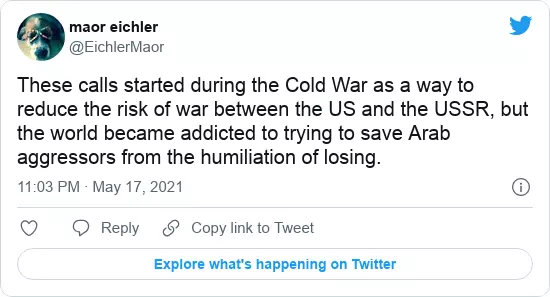 maor eichler
@EichlerMaor
These calls started during the Cold War as a way to
reduce the risk of war between the US and the USSR, but
the world became addicted to trying to save Arab
aggressors from the humiliation of losing.
11:03 PM · May 17, 2021
Reply Copy link to Tweet
Explore what's happening on Twitter